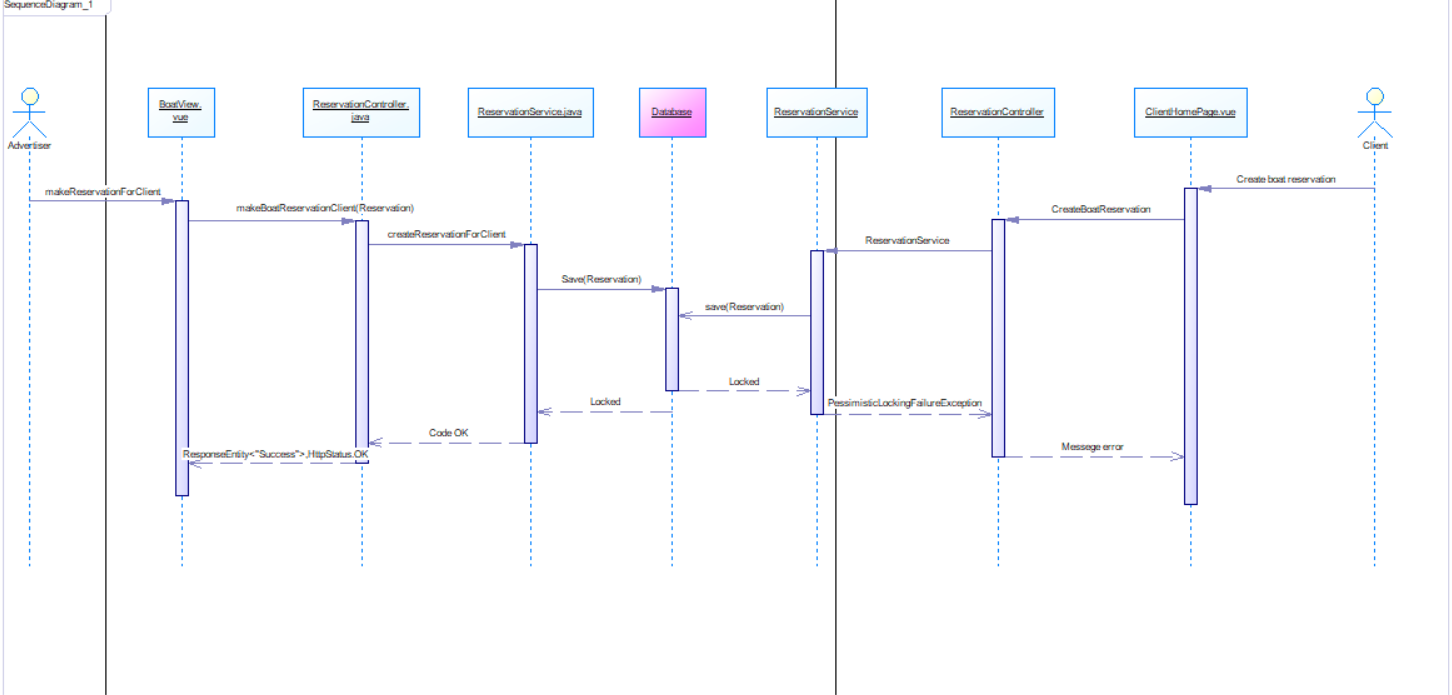 SequenceDiagram_1
BoatView.
vue
ReservationController.
java
ReservationService.java
Database
ReservationService
ReservationController
ClientHomePage.vue
Advertiser
Client
makeReservationForClient
Create boat reservation
makeBoatReservationClient(Reservation)
CreateBoatReservation
createReservationForClient
ReservationService
Save(Reservation)
save(Reservation)
Locked
Locked
PessimisticLockingFailureException
Code OK
Messege error
ResponseEntity<"Success">,HttpStatus.OK